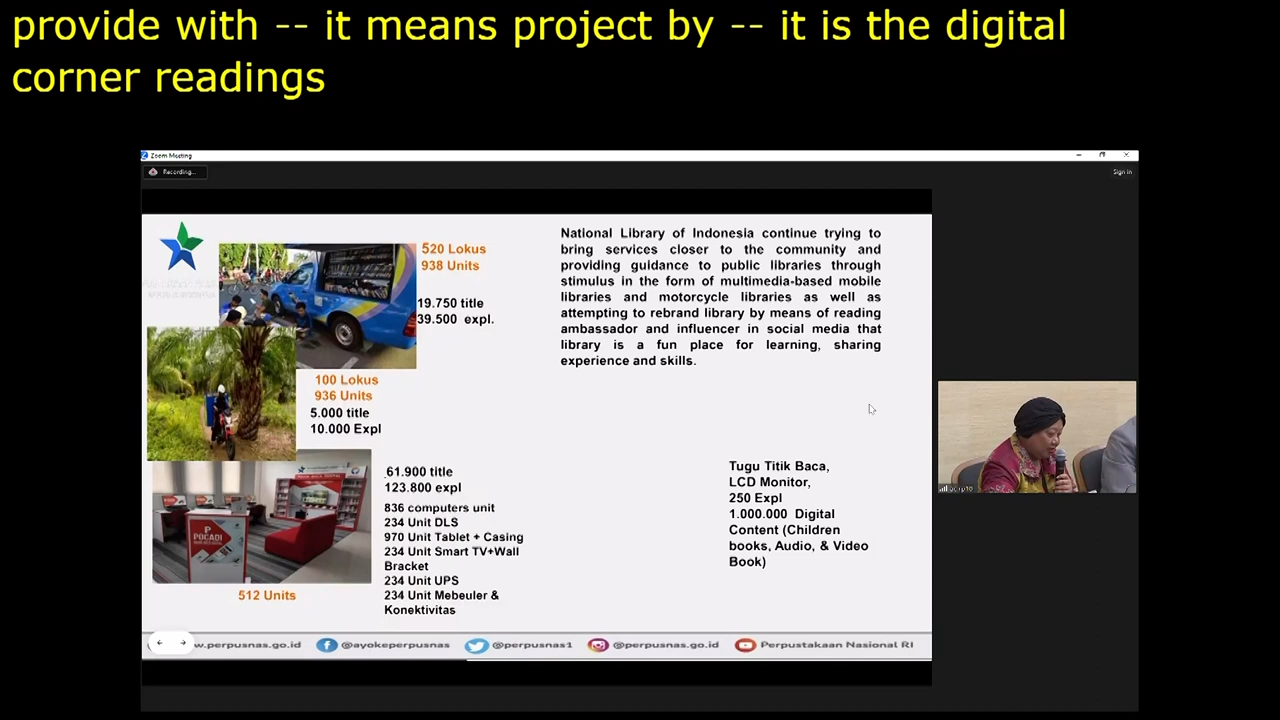 provide with -- it means project by -- it is the digital
corner readings
Zoom Meeting
Recording...
Sign in
520 Lokus
938 Units
19.750 title
39.500 expl.
100 Lokus
936 Units
5.000 title
10.000 Expl
61.900 title
123.800 expl
836 computers unit
234 Unit DLS
970 Unit Tablet + Casing
234 Unit Smart TV+Wall
Bracket
234 Unit UPS
234 Unit Mebeuler &
Konektivitas
POCADI
512 Units
National Library of Indonesia continue trying to
bring services closer to the community and
providing guidance to public libraries through
stimulus in the form of multimedia-based mobile
libraries and motorcycle libraries as well as
attempting to rebrand library by means of reading
ambassador and influencer in social media that
library is a fun place for learning, sharing
experience and skills.
Tugu Titik Baca,
LCD Monitor,
250 Expl
1.000.000 Digital
Content (Children
books, Audio, & Video
Book)
w.perpusnas.go.id
@ayokeperpusnas
@perpusnas1
@perpusnas.go.id
Perpustakaan Nasional RI